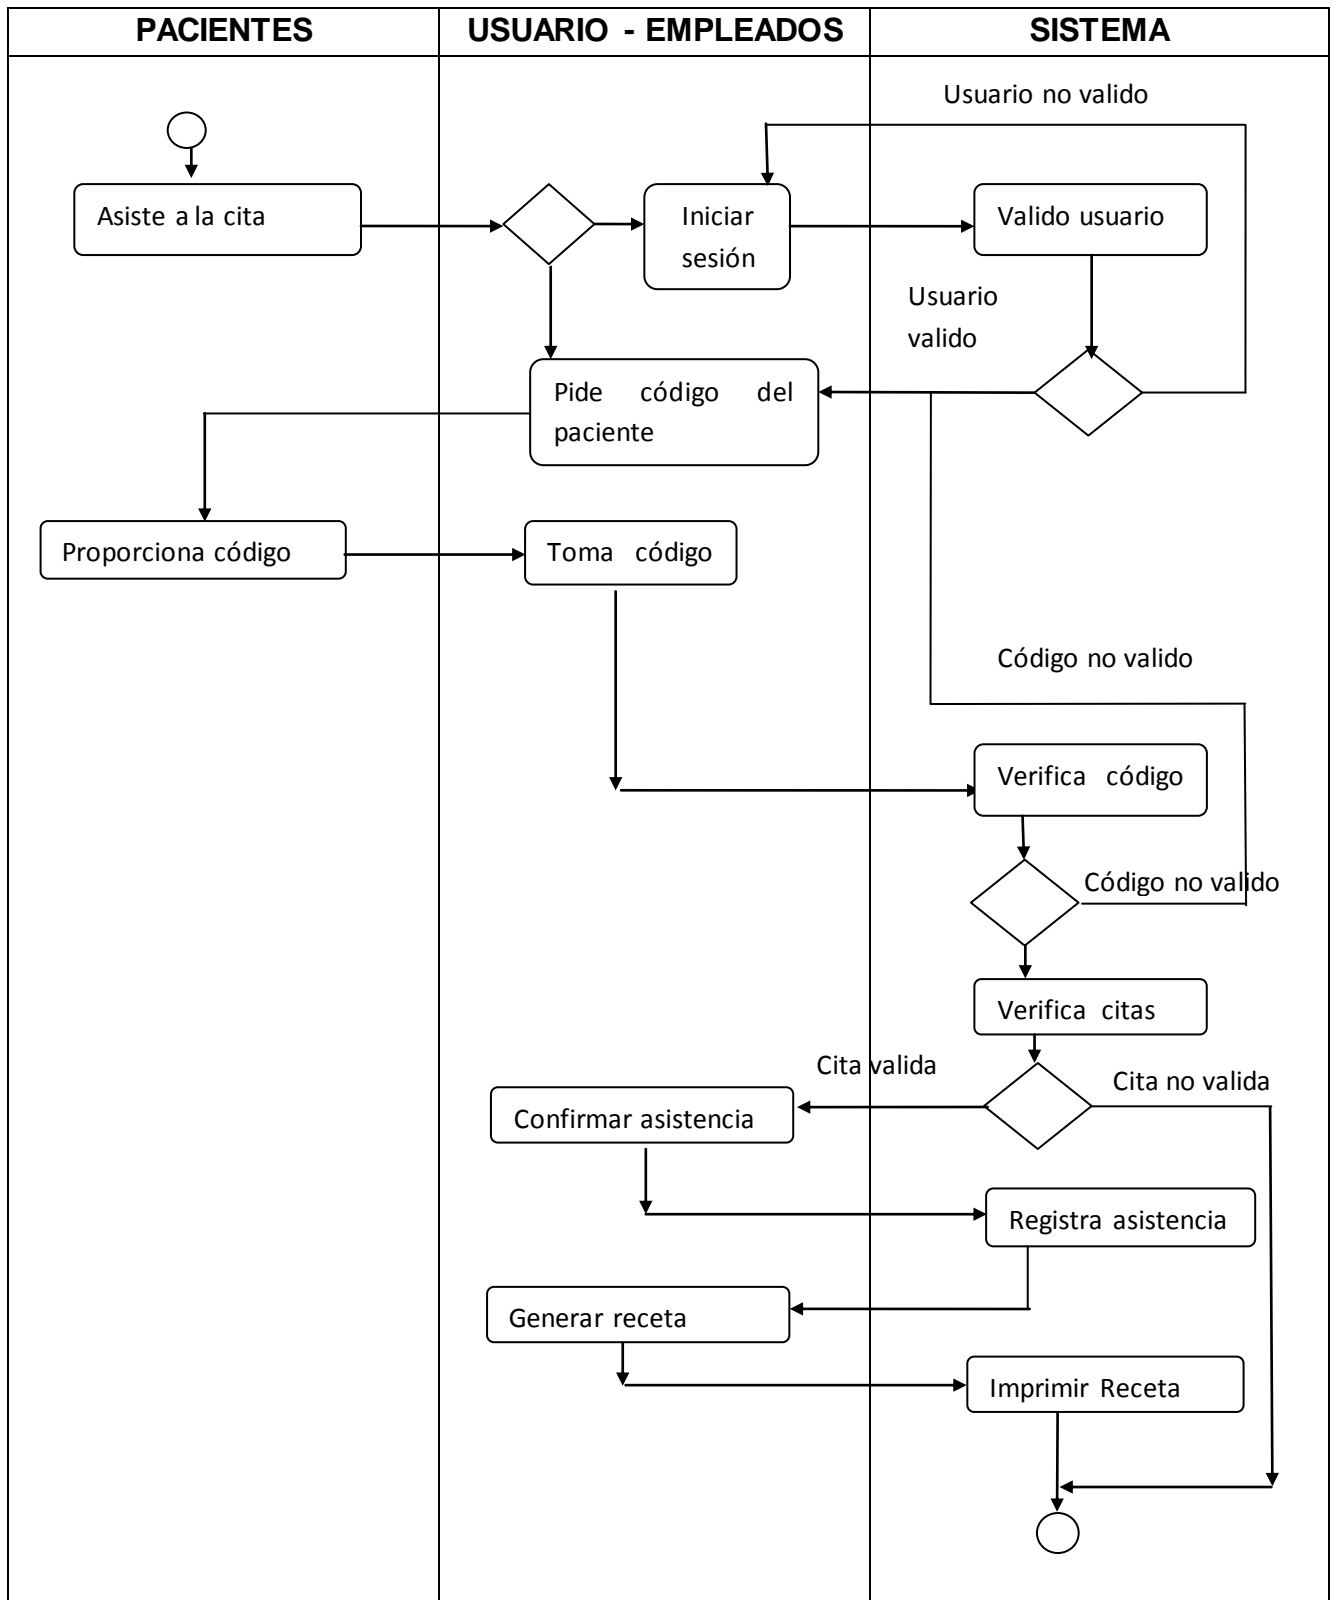 PACIENTES
USUARIO - EMPLEADOS
SISTEMA
Usuario no valido
Asiste a la cita
Iniciar
sesión
Valido usuario
Usuario
valido
Pide código del
paciente
Proporciona código
Toma código
Código no valido
Verifica código
Código no valido
Verifica citas
Cita valida
Cita no valida
Confirmar asistencia
Registra asistencia
Generar receta
Imprimir Receta